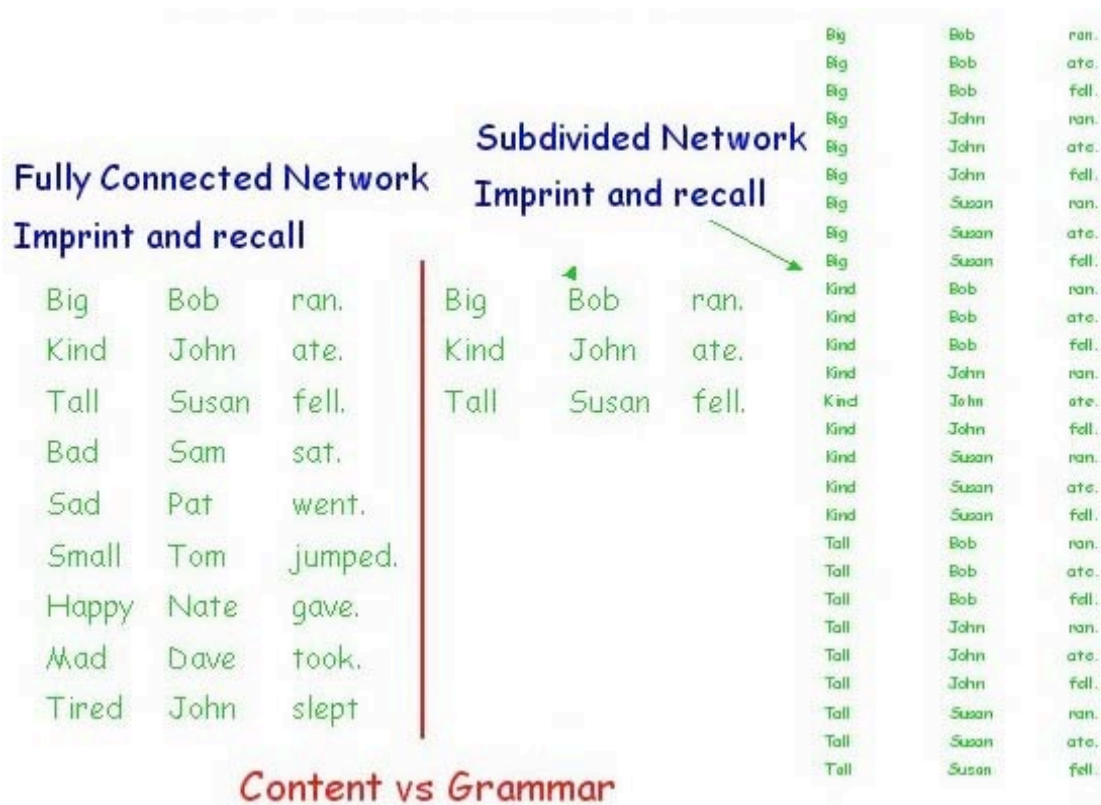 Fully Connected Network
Imprint and recall
Big Bob ran.
Kind John ate.
Tall Susan fell.
Bad Sam sat.
Sad Pat went.
Small Tom jumped.
Happy Nate gave.
Mad Dave took.
Tired John slept
Subdivided Network
Imprint and recall
Big Bob ran.
Kind John ate.
Tall Susan fell.
Big Bob ran.
Big Bob ate.
Big Bob fell.
Big John ran.
Big John ate.
Big John fell.
Big Susan ran.
Big Susan ate.
Big Susan fell.
Kind Bob ran.
Kind Bob ate.
Kind Bob fell.
Kind John ran.
Kind John ate.
Kind John fell.
Kind Susan ran.
Kind Susan ate.
Kind Susan fell.
Tall Bob ran.
Tall Bob ate.
Tall Bob fell.
Tall John ran.
Tall John ate.
Tall John fell.
Tall Susan ran.
Tall Susan ate.
Tall Susan fell.
Content vs Grammar